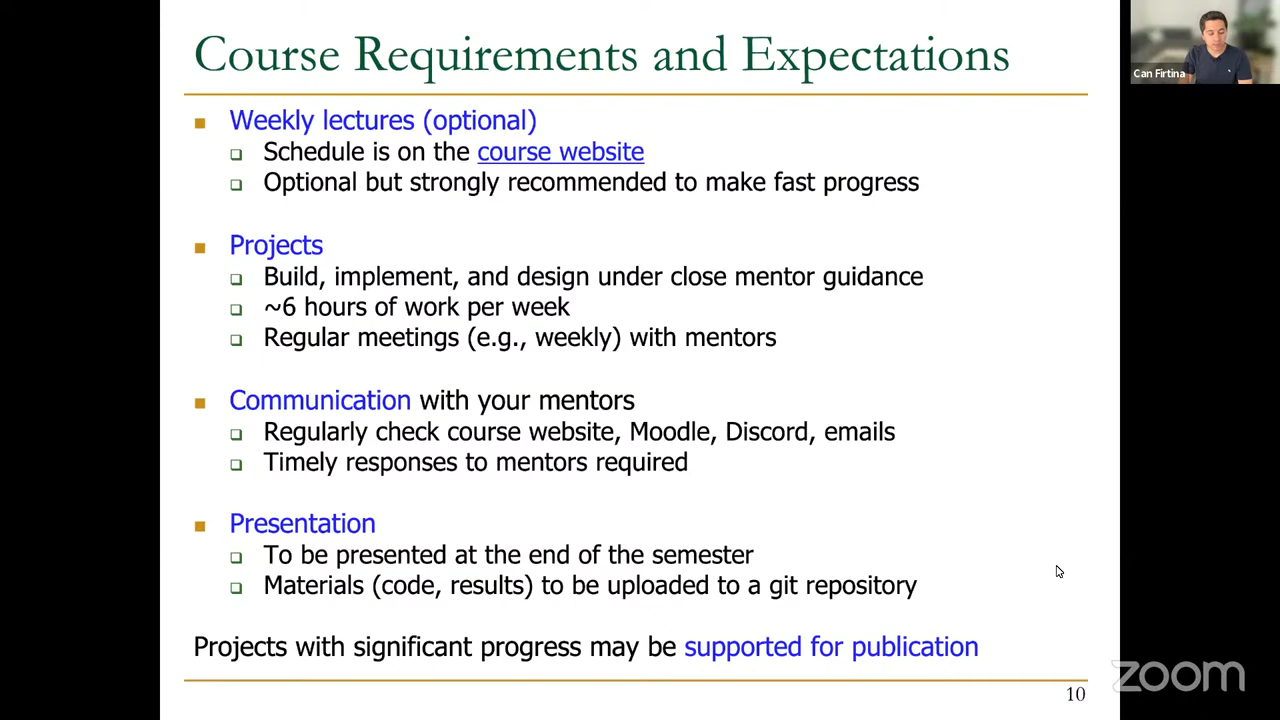 Course Requirements and Expectations
Can Firtina
Weekly lectures (optional)
Schedule is on the course website
Optional but strongly recommended to make fast progress
Projects
Build, implement, and design under close mentor guidance
~6 hours of work per week
Regular meetings (e.g., weekly) with mentors
Communication with your mentors
Regularly check course website, Moodle, Discord, emails
Timely responses to mentors required
Presentation
To be presented at the end of the semester
Materials (code, results) to be uploaded to a git repository
Projects with significant progress may be supported for publication
10
zoom